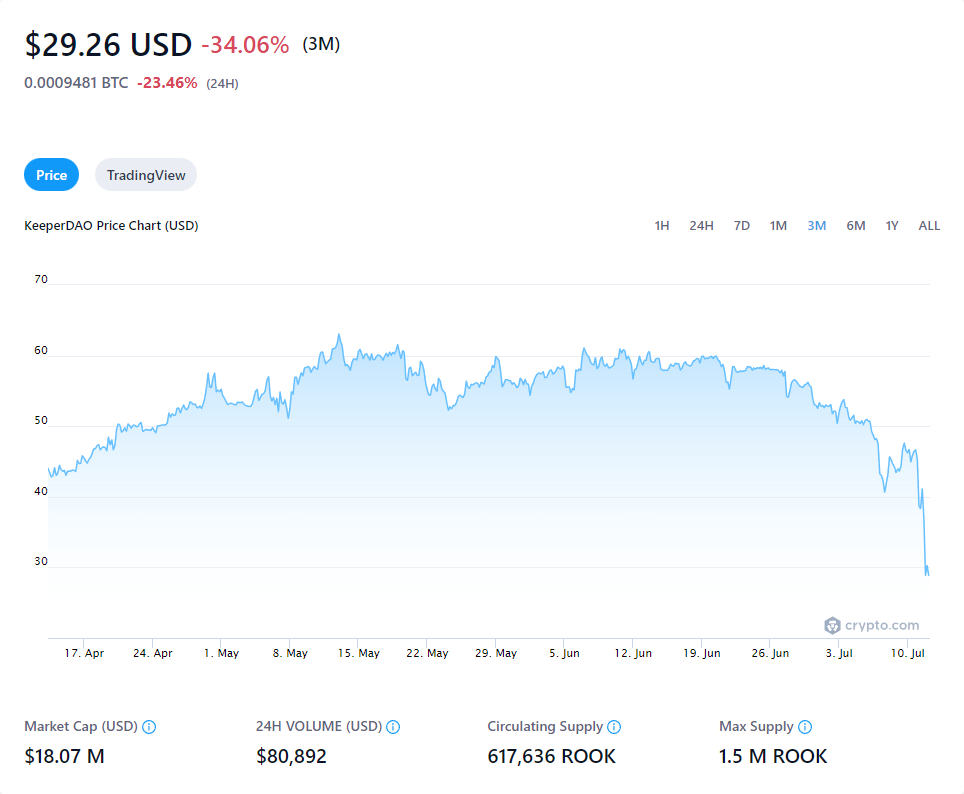 $29.26 USD -34.06% (3M)
0.0009481 BTC -23.46% (24H)
Price TradingView
KeeperDAO Price Chart (USD) 1H 24H 7D 1M 3M 6M 1Y ALL
70
60
50
40
30
crypto.com
17. Apr 24. Apr 1. May 8. May 15. May 22. May 29. May 5. Jun 12. Jun 19. Jun 26. Jun 3. Jul 10. Jul
Market Cap (USD) 24H VOLUME (USD) Circulating Supply Max Supply
$18.07 M $80,892 617,636 ROOK 1.5 M ROOK